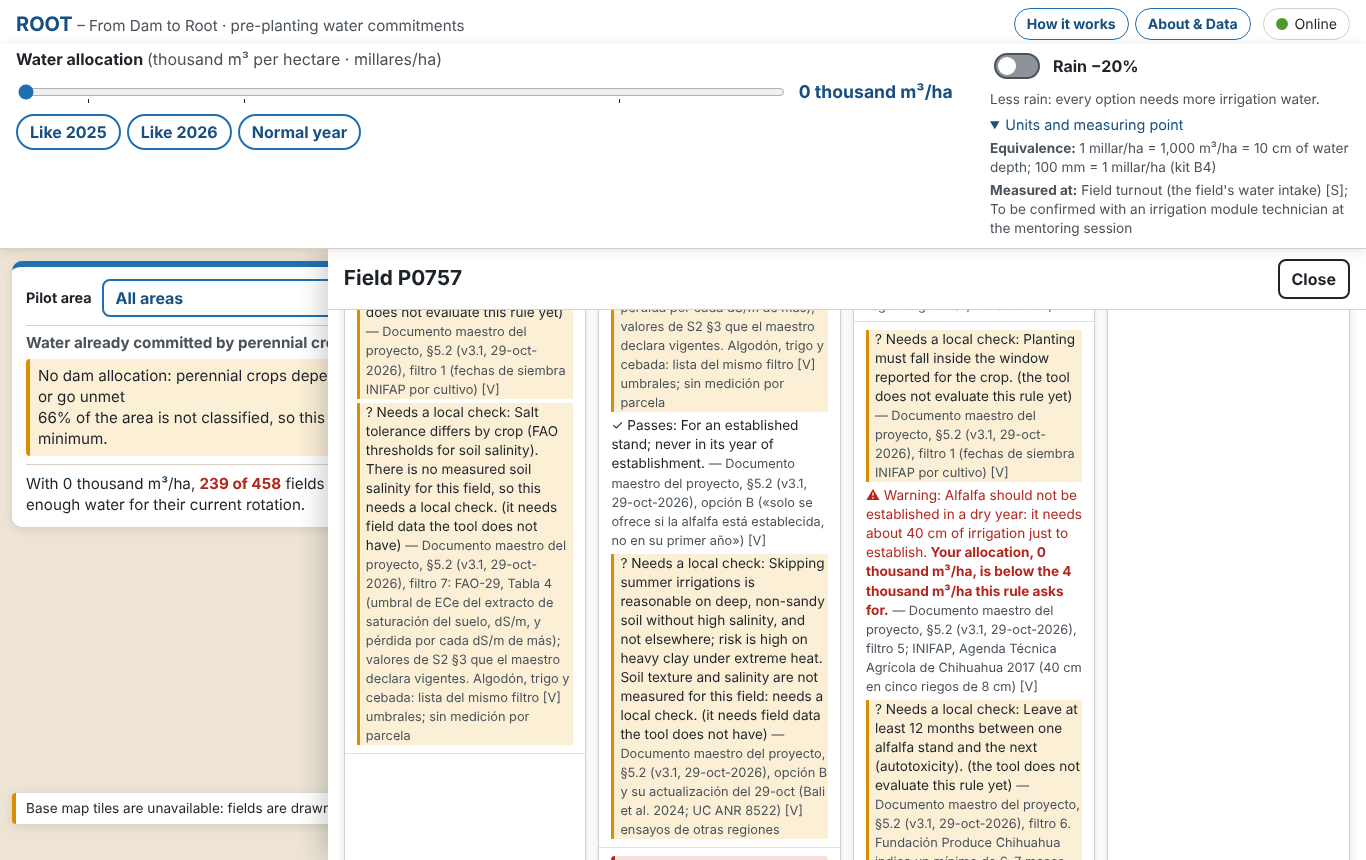 ROOT – From Dam to Root · pre-planting water commitments
How it works
About & Data
Online
Water allocation (thousand m³ per hectare · millares/ha)
0 thousand m³/ha
Like 2025
Like 2026
Normal year
Rain −20%
Less rain: every option needs more irrigation water.
▼ Units and measuring point
Equivalence: 1 millar/ha = 1,000 m³/ha = 10 cm of water
depth; 100 mm = 1 millar/ha (kit B4)
Measured at: Field turnout (the field's water intake) [S];
To be confirmed with an irrigation module technician at
the mentoring session
Pilot area
All areas
Water already committed by perennial
No dam allocation: perennial crops
or go unmet
66% of the area is not classified, so this
minimum.
With 0 thousand m³/ha, 239 of 458 fields
enough water for their current rotation.
Base map tiles are unavailable: fields are
Field P0757
Close
does not evaluate this rule yet)
— Documento maestro del
proyecto, §5.2 (v3.1, 29-oct-
2026), filtro 1 (fechas de siembra
INIFAP por cultivo) [V]
? Needs a local check: Salt
tolerance differs by crop (FAO
thresholds for soil salinity).
There is no measured soil
salinity for this field, so this
needs a local check. (it needs
field data the tool does not
have) — Documento maestro del
proyecto, §5.2 (v3.1, 29-oct-
2026), filtro 7: FAO-29, Tabla 4
(umbral de ECe del extracto de
saturación del suelo, dS/m, y
pérdida por cada dS/m de más);
valores de S2 §3 que el maestro
declara vigentes. Algodón, trigo y
cebada: lista del mismo filtro [V]
umbrales; sin medición por
parcela
pérdida por cada dS/m de más);
valores de S2 §3 que el maestro
declara vigentes. Algodón, trigo y
cebada: lista del mismo filtro [V]
umbrales; sin medición por
parcela
✓ Passes: For an established
stand; never in its year of
establishment. — Documento
maestro del proyecto, §5.2 (v3.1,
29-oct-2026), opción B («solo se
ofrece si la alfalfa está establecida,
no en su primer año») [V]
? Needs a local check: Skipping
summer irrigations is
reasonable on deep, non-sandy
soil without high salinity, and
not elsewhere; risk is high on
heavy clay under extreme heat.
Soil texture and salinity are not
measured for this field: needs a
local check. (it needs field data
the tool does not have) —
Documento maestro del proyecto,
§5.2 (v3.1, 29-oct-2026), opción B
y su actualización del 29-oct (Bali
et al. 2024; UC ANR 8522) [V]
ensayos de otras regiones
? Needs a local check: Planting
must fall inside the window
reported for the crop. (the tool
does not evaluate this rule yet)
— Documento maestro del
proyecto, §5.2 (v3.1, 29-oct-
2026), filtro 1 (fechas de siembra
INIFAP por cultivo) [V]
⚠ Warning: Alfalfa should not be
established in a dry year: it needs
about 40 cm of irrigation just to
establish. Your allocation, 0
thousand m³/ha, is below the 4
thousand m³/ha this rule asks
for. — Documento maestro del
proyecto, §5.2 (v3.1, 29-oct-2026),
filtro 5; INIFAP, Agenda Técnica
Agrícola de Chihuahua 2017 (40 cm
en cinco riegos de 8 cm) [V]
? Needs a local check: Leave at
least 12 months between one
alfalfa stand and the next
(autotoxicity). (the tool does not
evaluate this rule yet) —
Documento maestro del proyecto,
§5.2 (v3.1, 29-oct-2026), filtro 6.
Fundación Produce Chihuahua